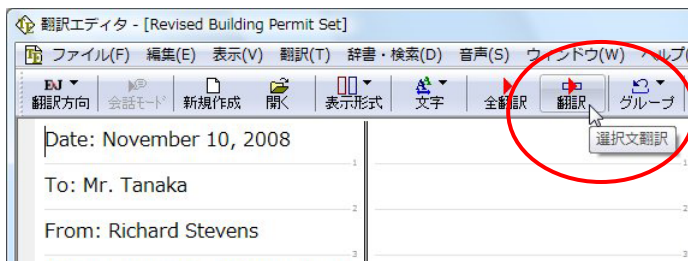 翻訳エディタ - [Revised Building Permit Set]
ファイル(F) 編集(E) 表示(V) 翻訳(T) 辞書・検索(D) 音声(S) ウィンドウ(W) ヘルプ(
EJ
翻訳方向 会話モード 新規作成 開く 表示形式 文字 全翻訳 翻訳 グループ
選択文翻訳
Date: November 10, 2008
1 1
To: Mr. Tanaka
2 2
From: Richard Stevens
3 3